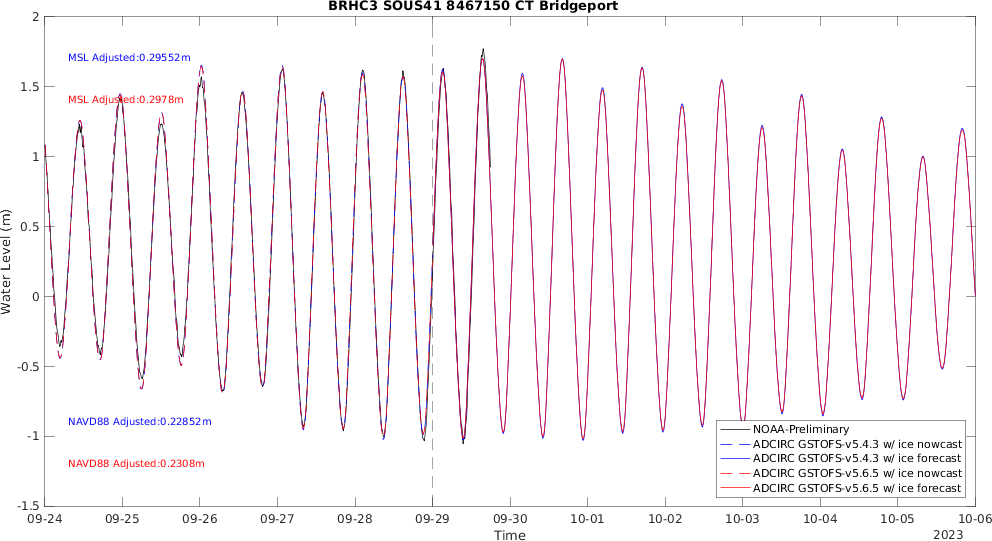 BRHC3 SOUS41 8467150 CT Bridgeport
2
1.5
1
0.5
0
-0.5
-1
-1.5
Water Level (m)
MSL Adjusted:0.29552m
MSL Adjusted:0.2978m
NAVD88 Adjusted:0.22852m
NAVD88 Adjusted:0.2308m
NOAA-Preliminary
ADCIRC GSTOFS-v5.4.3 w/ ice nowcast
ADCIRC GSTOFS-v5.4.3 w/ ice forecast
ADCIRC GSTOFS-v5.6.5 w/ ice nowcast
ADCIRC GSTOFS-v5.6.5 w/ ice forecast
09-24 09-25 09-26 09-27 09-28 09-29 09-30 10-01 10-02 10-03 10-04 10-05 10-06
Time
2023